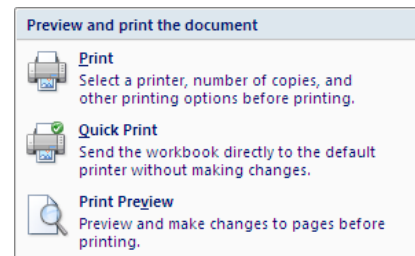 Preview and print the document
Print
Select a printer, number of copies, and
other printing options before printing.
Quick Print
Send the workbook directly to the default
printer without making changes.
Print Preview
Preview and make changes to pages before
printing.